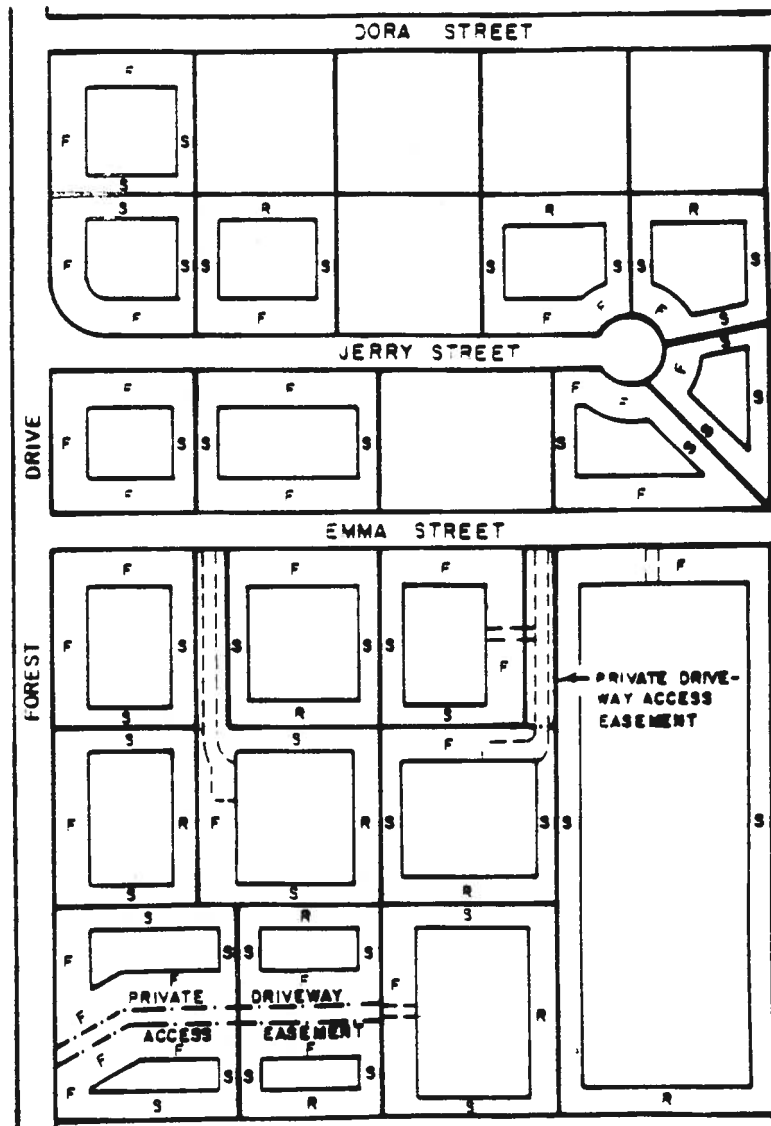 DORA STREET
F
F S
S
S R R R
F S S S S S S S
F F F F F S
JERRY STREET
S
F F F F F
F S S S S S S
F F F
EMMA STREET
F F F F
F S S S S F
S R S
PRIVATE DRIVE-
WAY ACCESS
EASEMENT
S S F
F R F R S S S S
S S R
S R S
F S S S
F F F
PRIVATE DRIVEWAY
F R
ACCESS EASEMENT
F F F
F S S S
S R S R
DRIVE
FOREST